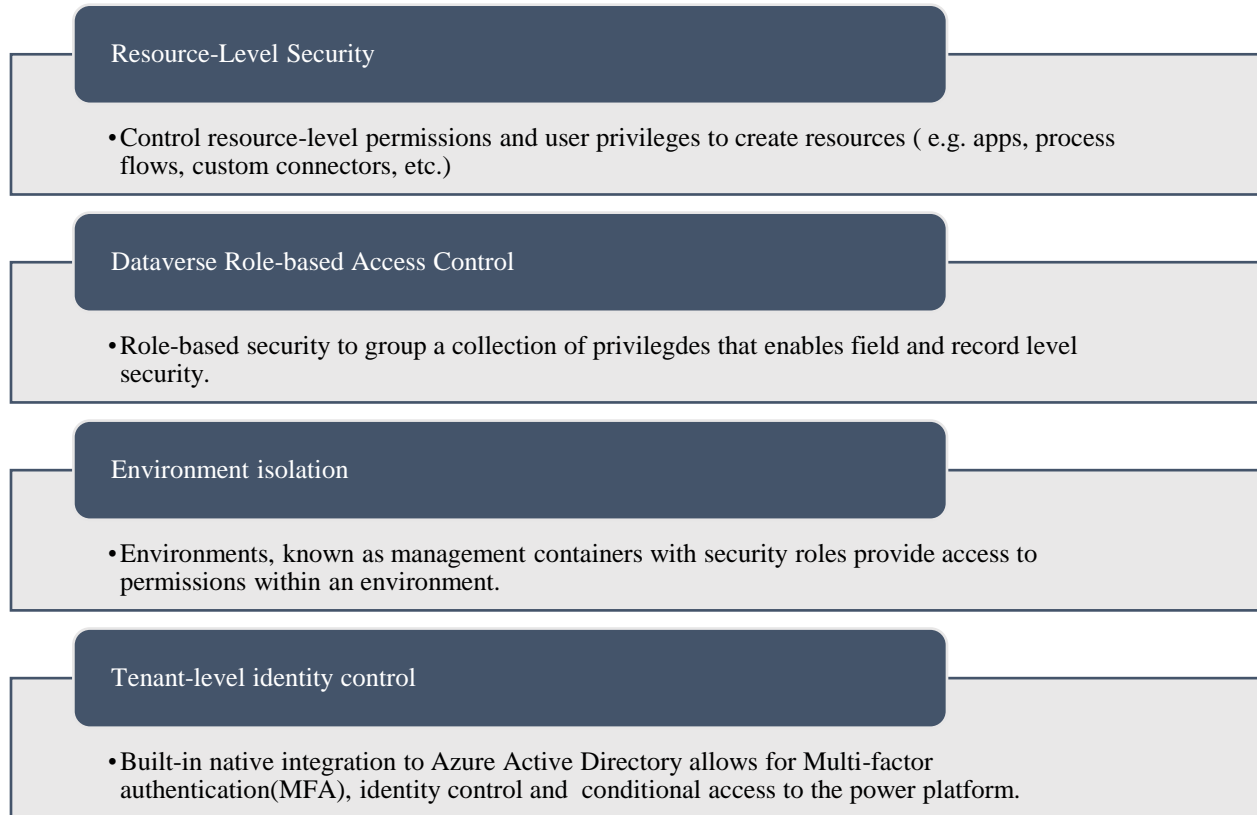 Resource-Level Security
•Control resource-level permissions and user privileges to create resources ( e.g. apps, process
flows, custom connectors, etc.)
Dataverse Role-based Access Control
•Role-based security to group a collection of privilegdes that enables field and record level
security.
Environment isolation
•Environments, known as management containers with security roles provide access to
permissions within an environment.
Tenant-level identity control
•Built-in native integration to Azure Active Directory allows for Multi-factor
authentication(MFA), identity control and  conditional access to the power platform.